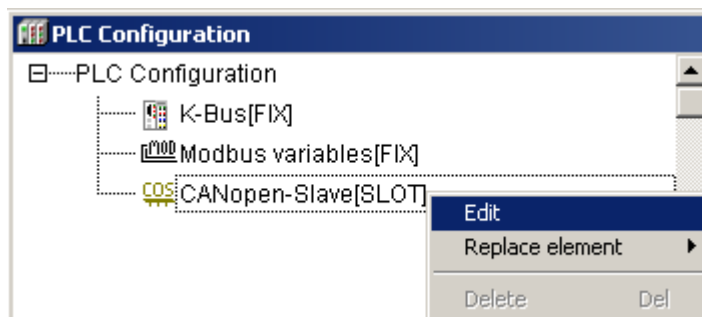 PLC Configuration
PLC Configuration
K-Bus[FIX]
MOD Modbus variables[FIX]
COS CANopen-Slave[SLOT]
Edit
Replace element
Delete Del